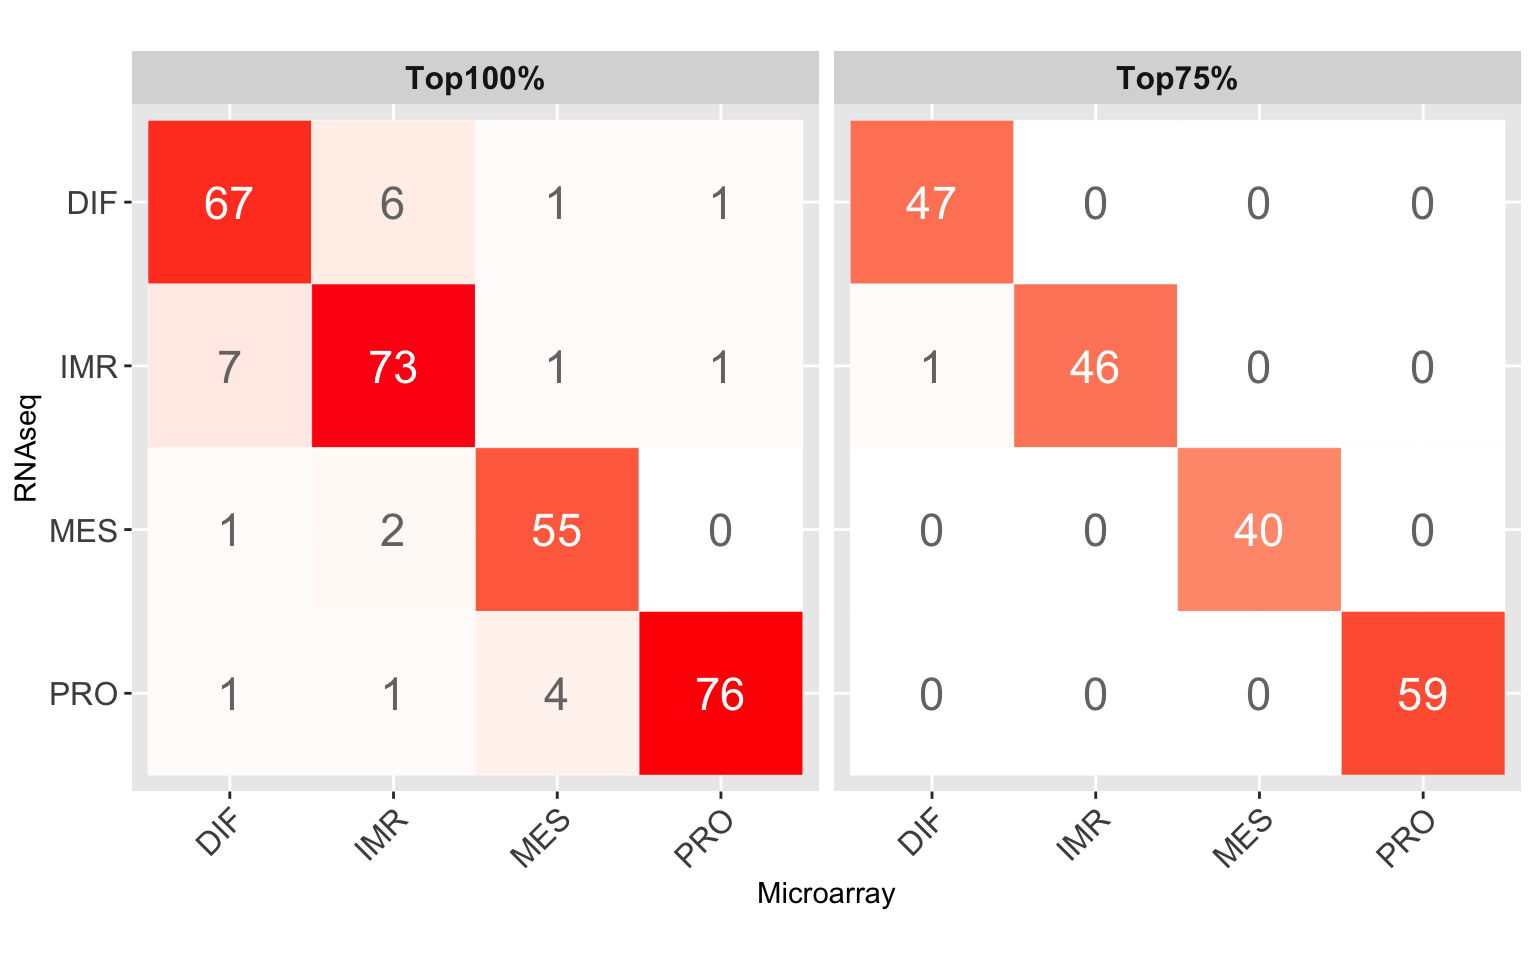 Top100% Top75%
DIF 67 6 1 1 47 0 0 0
IMR 7 73 1 1 1 46 0 0
MES 1 2 55 0 0 0 40 0
PRO 1 1 4 76 0 0 0 59
RNAseq
DIF IMR MES PRO DIF IMR MES PRO
Microarray